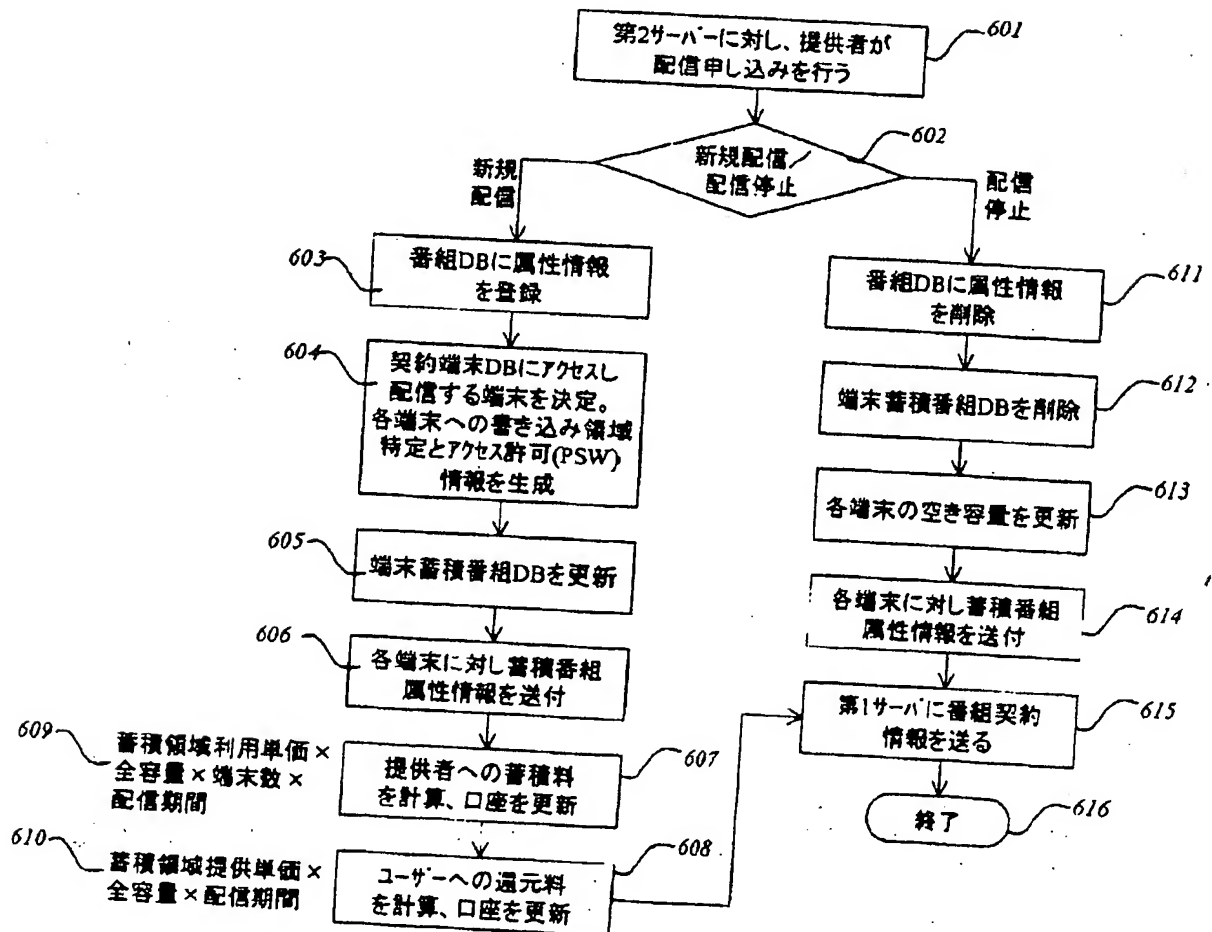 第2サーバーに対し、提供者が
配信申し込みを行う
601
新規配信/
配信停止
602
新規
配信
配信
停止
603
番組DBに属性情報
を登録
番組DBに属性情報
を削除
611
604
契約端末DBにアクセスし
配信する端末を決定。
各端末への書き込み領域
特定とアクセス許可(PSW)
情報を生成
端末蓄積番組DBを削除
612
各端末の空き容量を更新
613
605
端末蓄積番組DBを更新
各端末に対し蓄積番組
属性情報を送付
614
606
各端末に対し蓄積番組
属性情報を送付
第1サーバに番組契約
情報を送る
615
609
蓄積領域利用単価×
全容量×端末数×
配信期間
提供者への蓄積料
を計算、口座を更新
607
終了
616
610
蓄積領域提供単価×
全容量×配信期間
ユーザーへの還元料
を計算、口座を更新
608